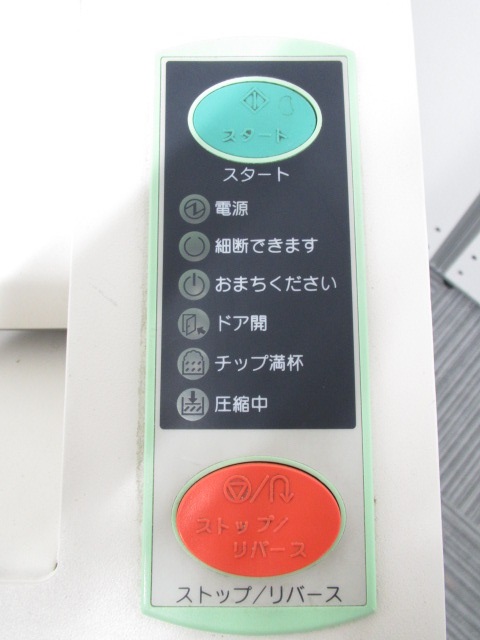 スタート
スタート
電源
細断できます
おまちください
ドア開
チップ満杯
圧縮中
ストップ/
リバース
ストップ/リバース